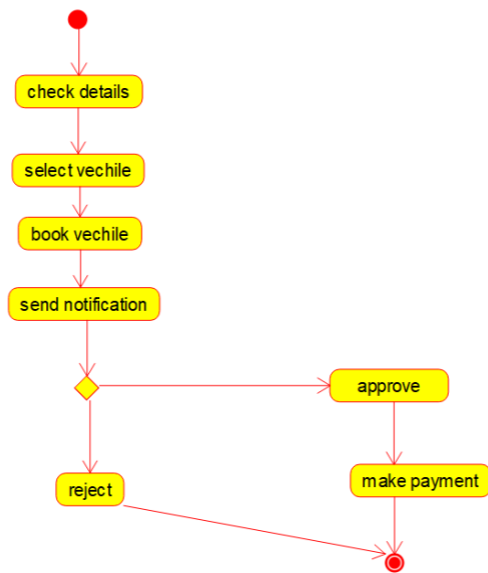 check details
select vechile
book vechile
send notification
approve
reject
make payment